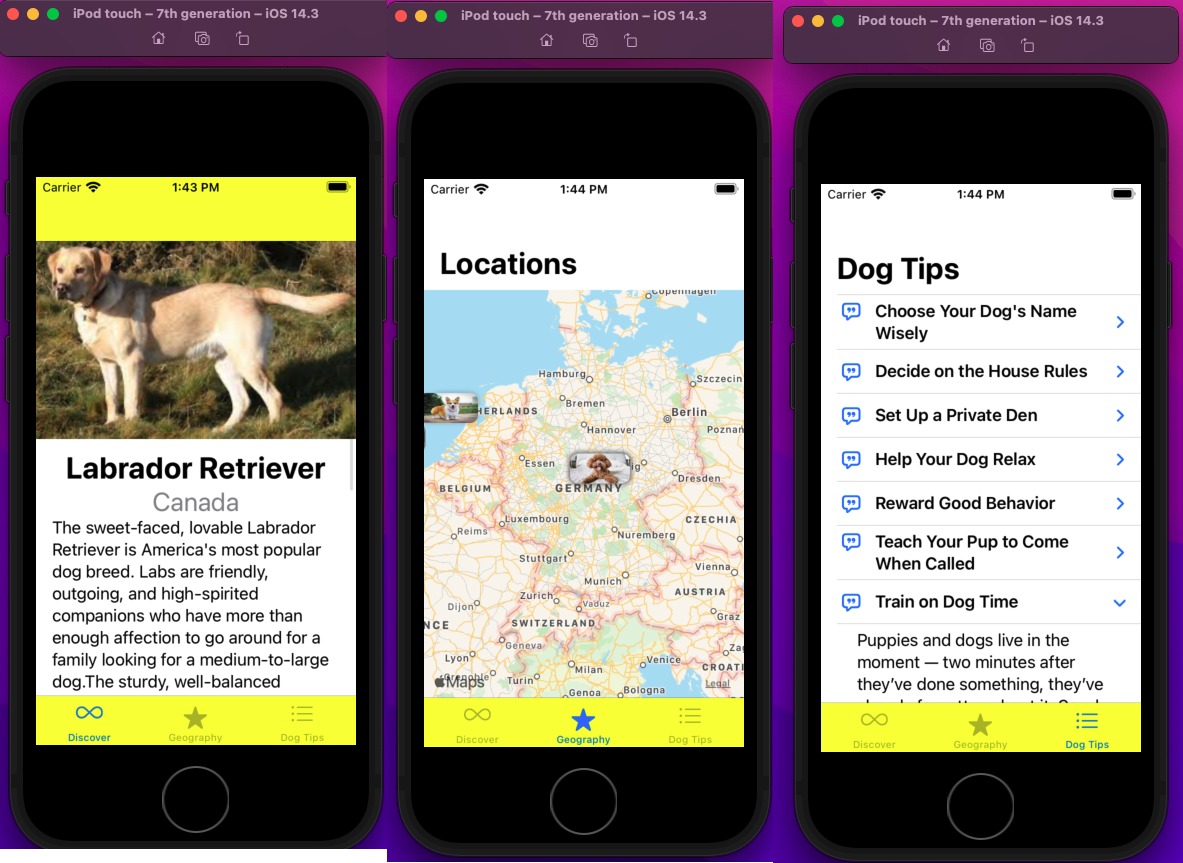 iPod touch – 7th generation – iOS 14.3
Carrier 1:43 PM
Labrador Retriever
Canada
The sweet-faced, lovable Labrador
Retriever is America's most popular
dog breed. Labs are friendly,
outgoing, and high-spirited
companions who have more than
enough affection to go around for a
family looking for a medium-to-large
dog.The sturdy, well-balanced
Discover Geography Dog Tips
iPod touch – 7th generation – iOS 14.3
Carrier 1:44 PM
Locations
Copenhagen
Hamburg
Szczecin
Bremen
HERLANDS
Berlin
Hannover
Poznan
Essen
ig
Dresden
BELGIUM
GERMANY
Luxembourg
CZECHIA
Reims
Nuremberg
Stuttgart
Vienna
Munich
AUSTRIA
Zurich
Dijon
Vaduz
Graz
NCE
SWITZERLAND
Geneva
Za
Lyon
Venice
CROATI
Milan
Grenoble
Turin
Maps
Legal
Genoa
Bologna
Discover Geography Dog Tips
iPod touch – 7th generation – iOS 14.3
Carrier 1:44 PM
Dog Tips
Choose Your Dog's Name
Wisely
Decide on the House Rules
Set Up a Private Den
Help Your Dog Relax
Reward Good Behavior
Teach Your Pup to Come
When Called
Train on Dog Time
Puppies and dogs live in the
moment — two minutes after
they’ve done something, they’ve
Discover Geography Dog Tips